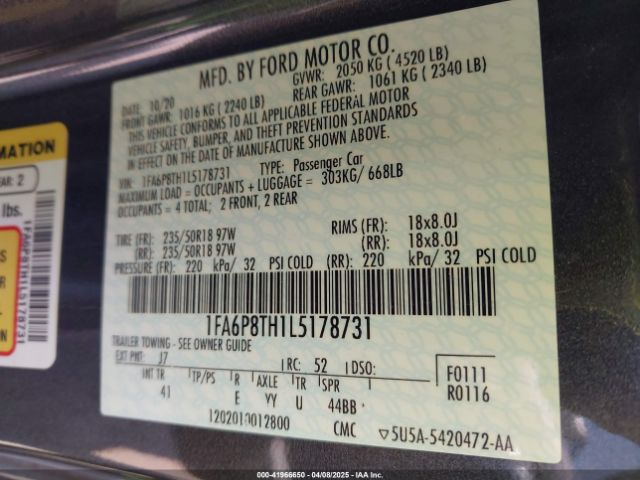 MFD. BY FORD MOTOR CO.
DATE: 10/20 GVWR: 2050 KG ( 4520 LB)
FRONT GAWR: 1016 KG ( 2240 LB) REAR GAWR: 1061 KG ( 2340 LB)
THIS VEHICLE CONFORMS TO ALL APPLICABLE FEDERAL MOTOR
VEHICLE SAFETY, BUMPER, AND THEFT PREVENTION STANDARDS
IN EFFECT ON THE DATE OF MANUFACTURE SHOWN ABOVE.
VIN: 1FA6P8TH1L5178731 TYPE: Passenger Car
MAXIMUM LOAD = OCCUPANTS + LUGGAGE = 303KG/ 668LB
OCCUPANTS = 4 TOTAL; 2 FRONT, 2 REAR
TIRE (FR): 235/50R18 97W RIMS (FR): 18x8.0J
(RR): 235/50R18 97W (RR): 18x8.0J
PRESSURE (FR): 220 kPa/ 32 PSI COLD (RR): 220 kPa/ 32 PSI COLD
1FA6P8TH1L5178731
TRAILER TOWING - SEE OWNER GUIDE
EXT PNT: J7 RC: 52 DSO: F0111
INT TR TP/PS R AXLE TR SPR R0116
41 E YY U 44BB
1202010012800 CMC ▽5U5A-5420472-AA
MATION
EAR: 2
lbs.
S
1FA6P8TH1L5178731
000-41966650 - 04/08/2025 - IAAI.COM